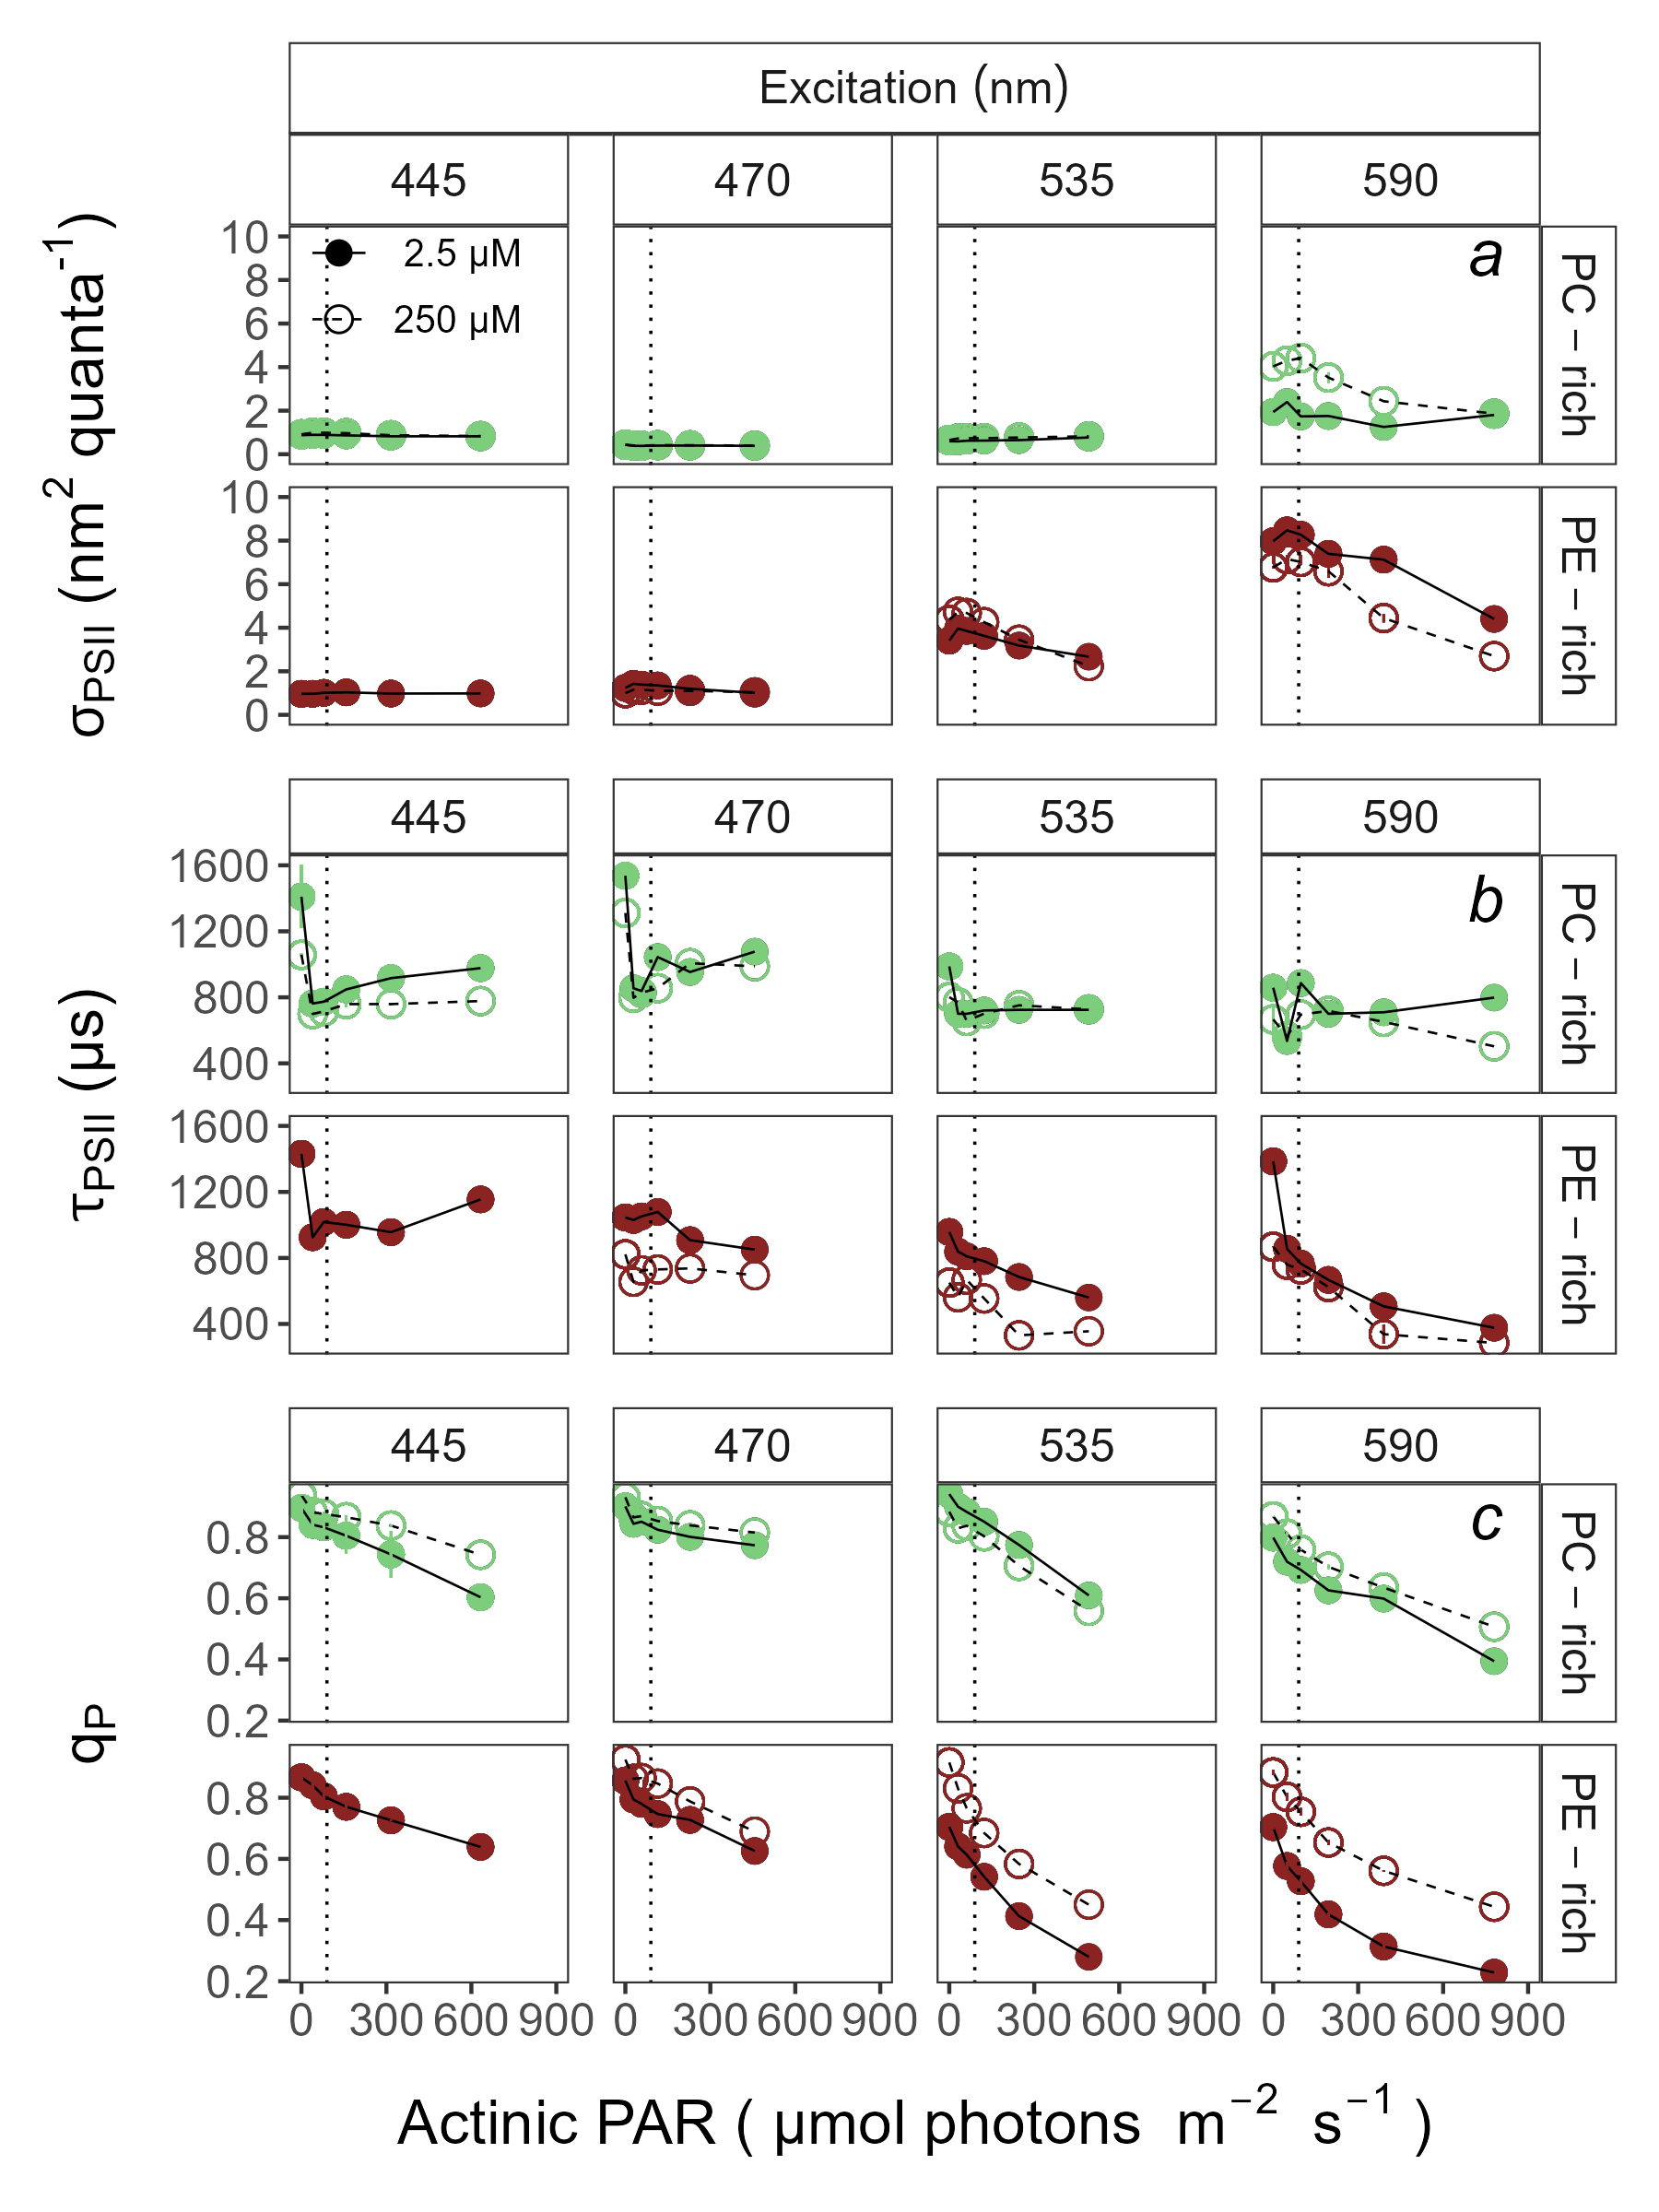 Excitation (nm)
445 470 535 590
σPSII (nm² quanta⁻¹)
10
8
6
4
2
0
2.5 µM
250 µM
a
PC − rich
10
8
6
4
2
0
PE − rich
445 470 535 590
τPSII (µs)
1600
1200
800
400
b
PC − rich
1600
1200
800
400
PE − rich
445 470 535 590
qP
0.8
0.6
0.4
0.2
c
PC − rich
0.8
0.6
0.4
0.2
PE − rich
0 300 600 900 0 300 600 900 0 300 600 900 0 300 600 900
Actinic PAR ( µmol photons m⁻² s⁻¹ )